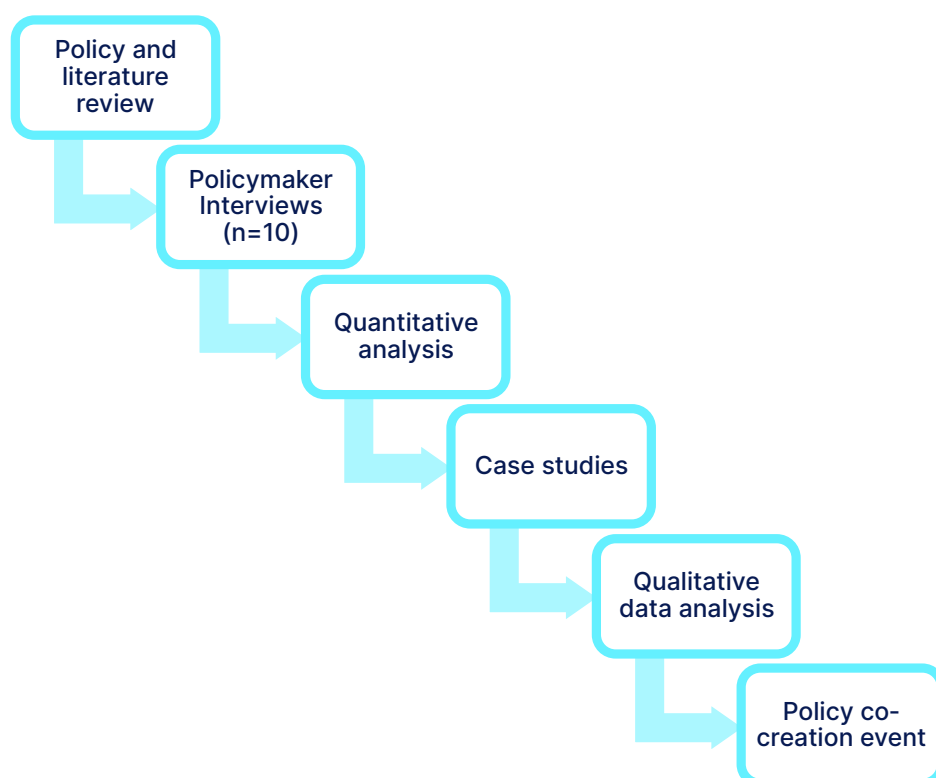 Policy and
literature
review
Policymaker
Interviews
(n=10)
Quantitative
analysis
Case studies
Qualitative
data analysis
Policy co-
creation event